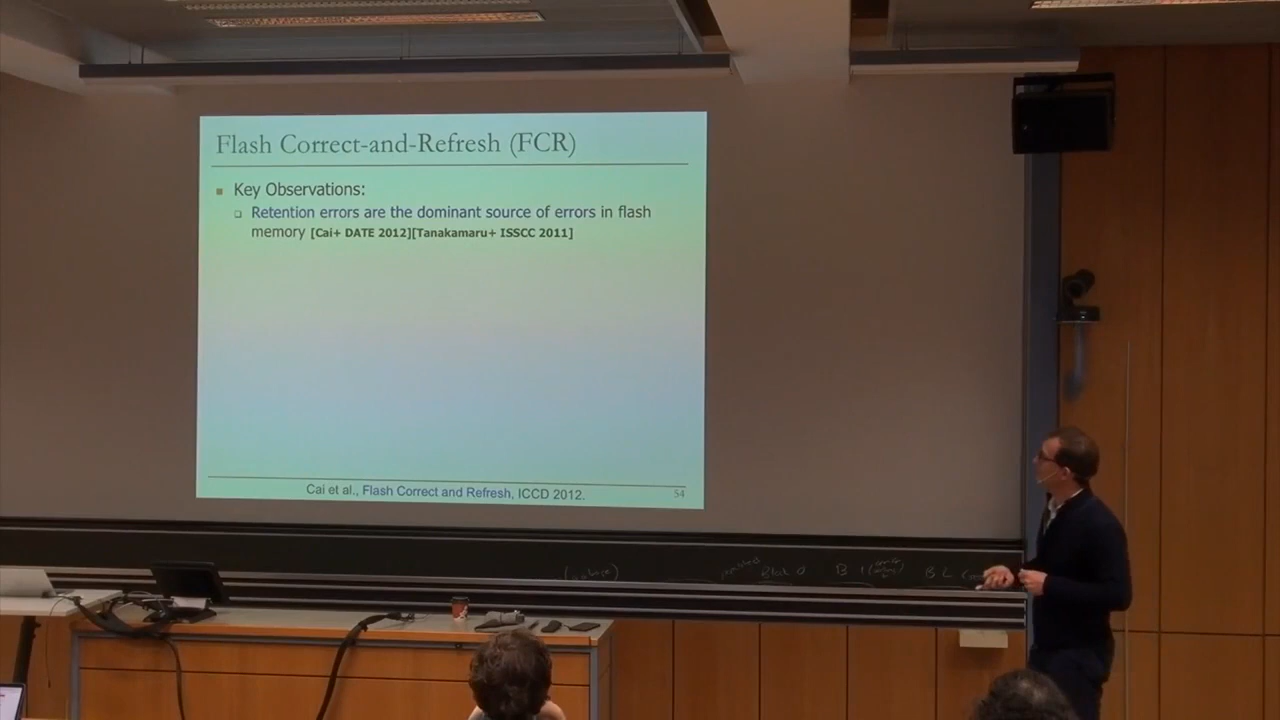 Flash Correct-and-Refresh (FCR)
Key Observations:
Retention errors are the dominant source of errors in flash
memory [Cai+ DATE 2012][Tanakamaru+ ISSCC 2011]
Cai et al., Flash Correct and Refresh, ICCD 2012.
54